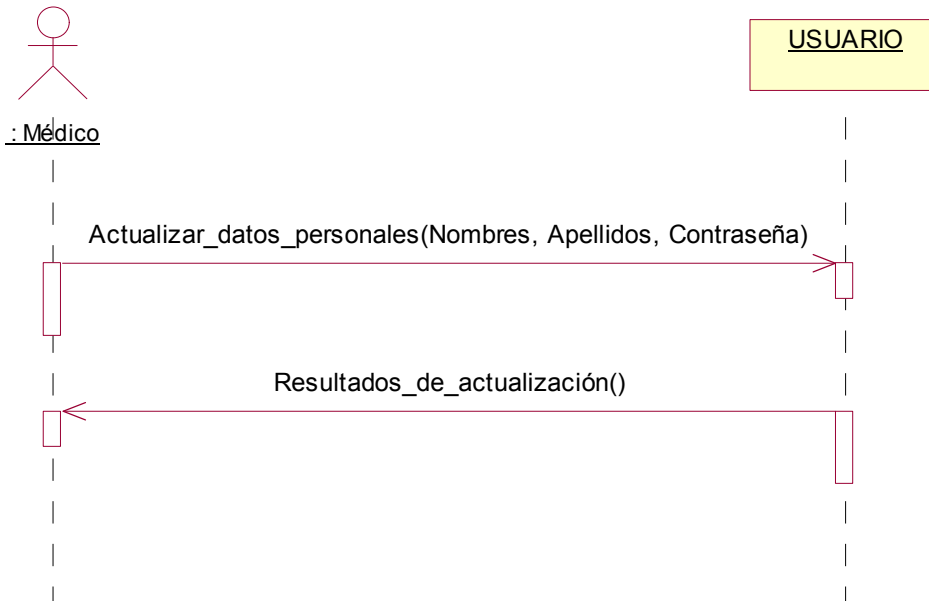 USUARIO
: Médico
Actualizar_datos_personales(Nombres, Apellidos, Contraseña)
Resultados_de_actualización()